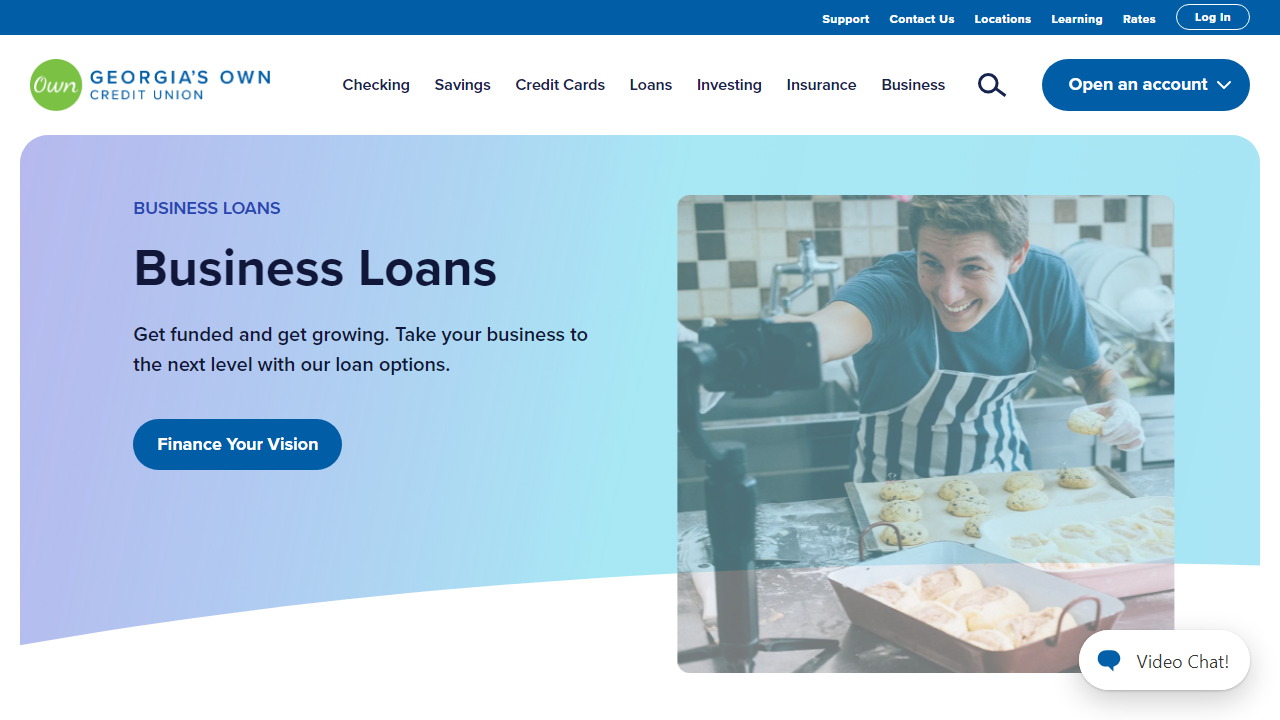 Support Contact Us Locations Learning Rates Log In
Own GEORGIA'S OWN
CREDIT UNION
Checking Savings Credit Cards Loans Investing Insurance Business Open an account
BUSINESS LOANS
Business Loans
Get funded and get growing. Take your business to
the next level with our loan options.
Finance Your Vision
Video Chat!